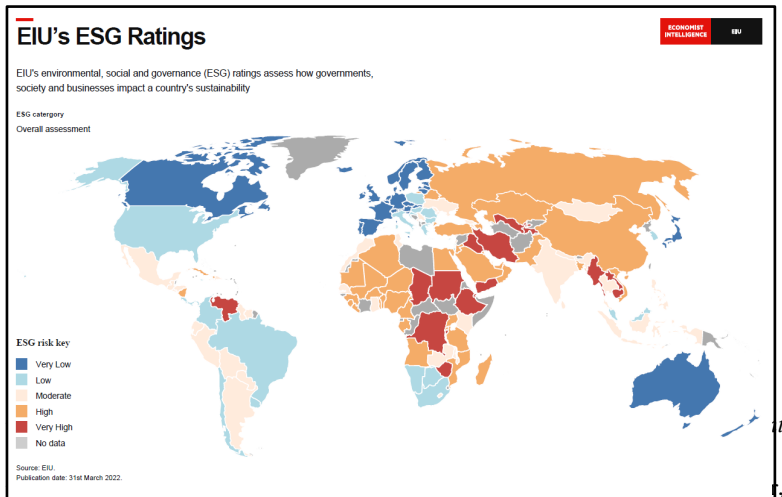 EIU's ESG Ratings
ECONOMIST
INTELLIGENCE
EIU
EIU's environmental, social and governance (ESG) ratings assess how governments,
society and businesses impact a country's sustainability
ESG catergory
Overall assessment
ESG risk key
Very Low
Low
Moderate
High
Very High
No data
Source: EIU.
Publication date: 31st March 2022.